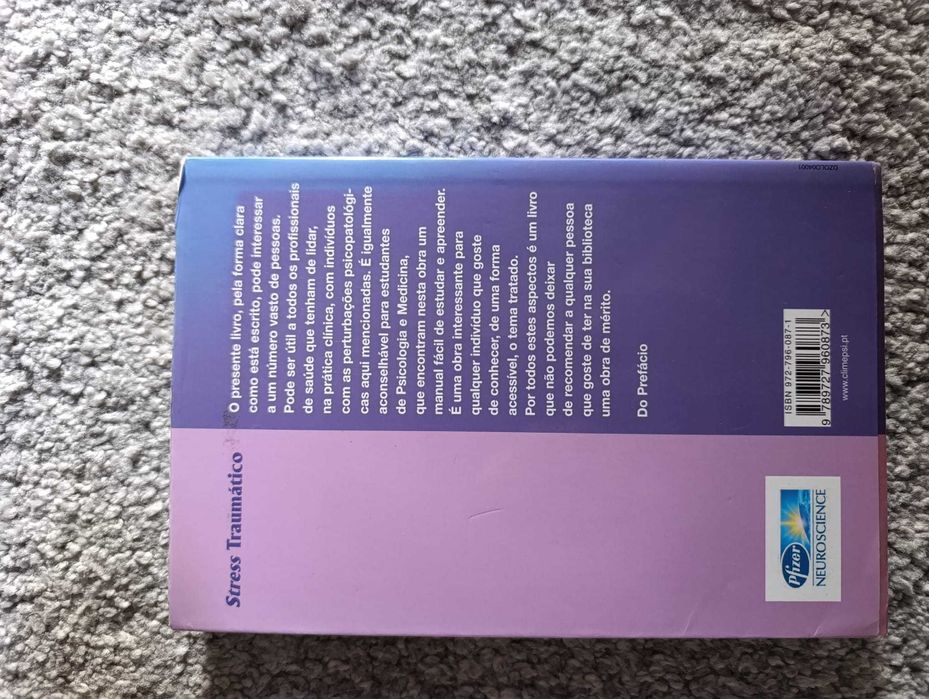 Stress Traumático
O presente livro, pela forma clara
como está escrito, pode interessar
a um número vasto de pessoas.
Pode ser útil a todos os profissionais
de saúde que tenham de lidar,
na prática clínica, com indivíduos
com as perturbações psicopatológi-
cas aqui mencionadas. É igualmente
aconselhável para estudantes
de Psicologia e Medicina,
que encontram nesta obra um
manual fácil de estudar e apreender.
É uma obra interessante para
qualquer indivíduo que goste
de conhecer, de uma forma
acessível, o tema tratado.
Por todos estes aspectos é um livro
que não podemos deixar
de recomendar a qualquer pessoa
que goste de ter na sua biblioteca
uma obra de mérito.
Do Prefácio
Pfizer
NEUROSCIENCE
ISBN 972-796-087-1
9 789727 960873 >
www.climepsi.pt
OZOLC004001